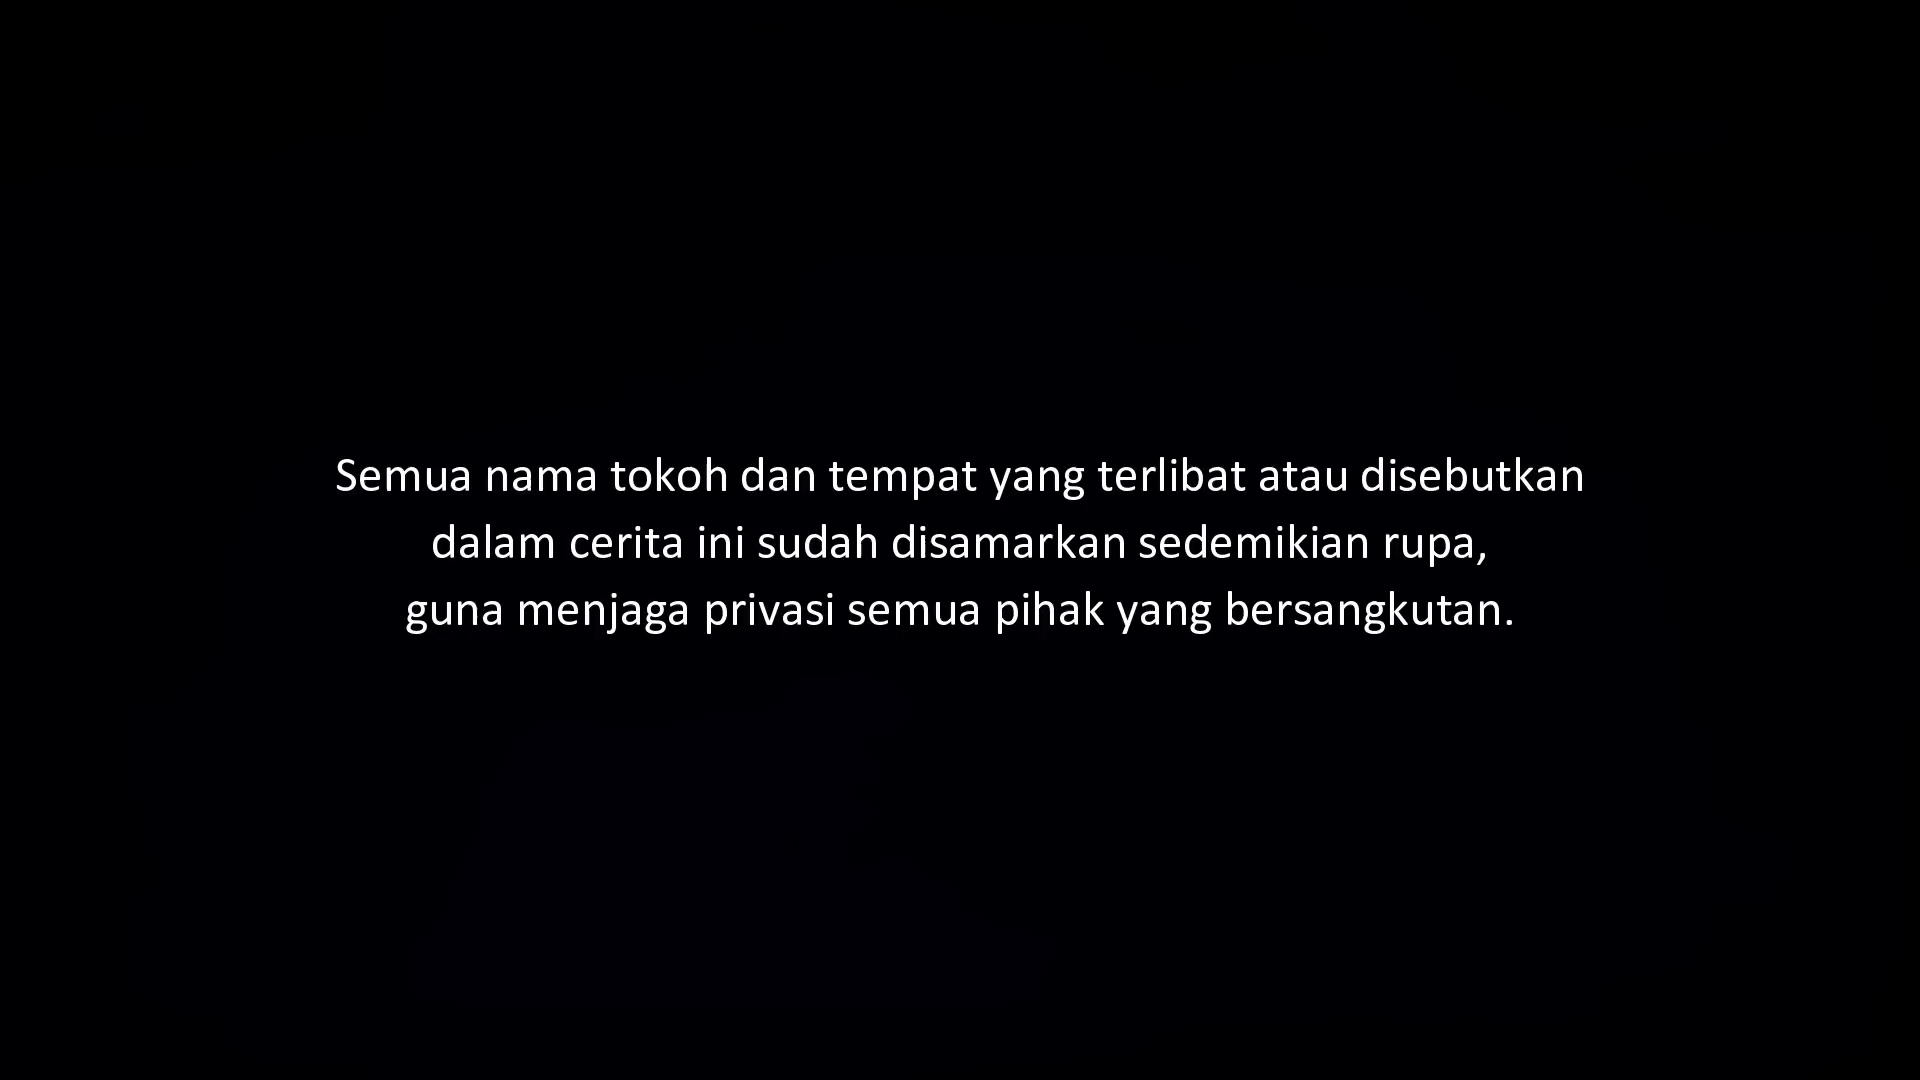 Semua nama tokoh dan tempat yang terlibat atau disebutkan
dalam cerita ini sudah disamarkan sedemikian rupa,
guna menjaga privasi semua pihak yang bersangkutan.